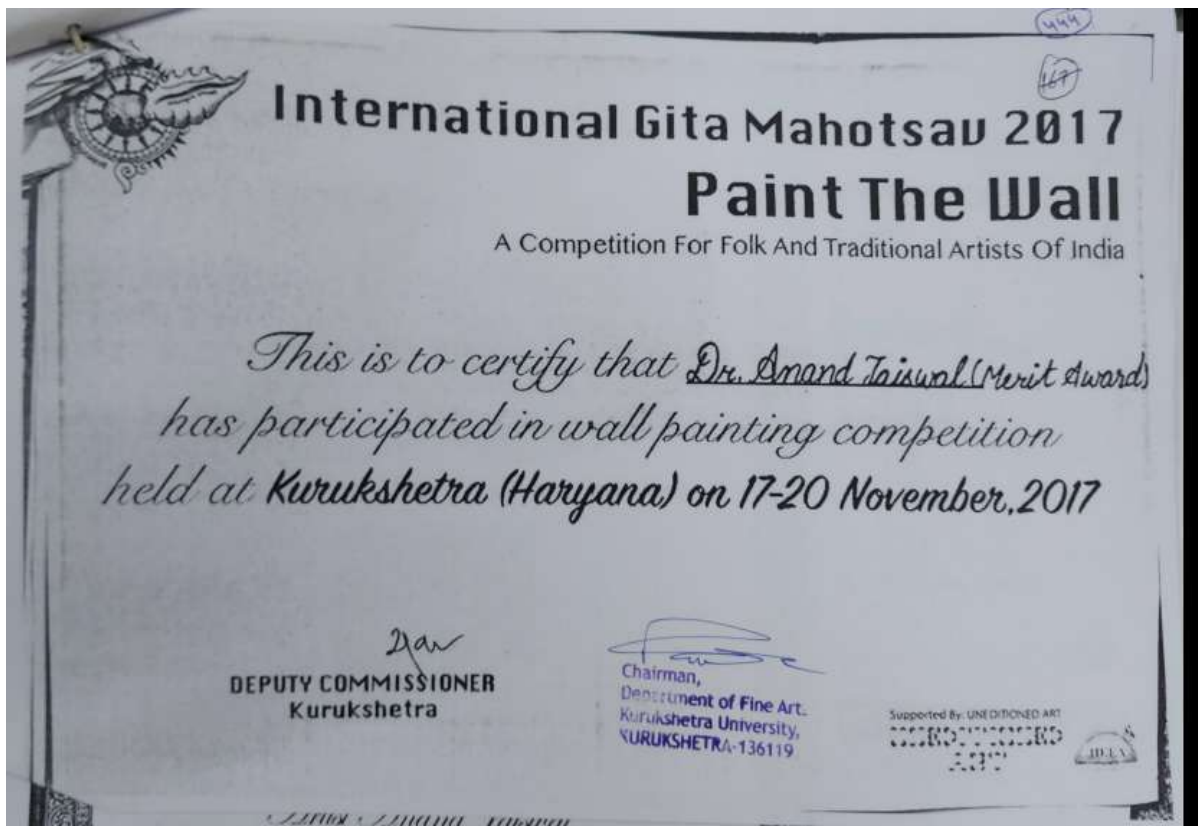 444
167
International Gita Mahotsav 2017
Paint The Wall
A Competition For Folk And Traditional Artists Of India
This is to certify that Dr. Anand Jaiswal (Merit Award)
has participated in wall painting competition
held at Kurukshetra (Haryana) on 17-20 November, 2017
DEPUTY COMMISSIONER
Kurukshetra
Chairman,
Department of Fine Art.
Kurukshetra University,
KURUKSHETRA-136119
Supported By: UNEDITIONED ART